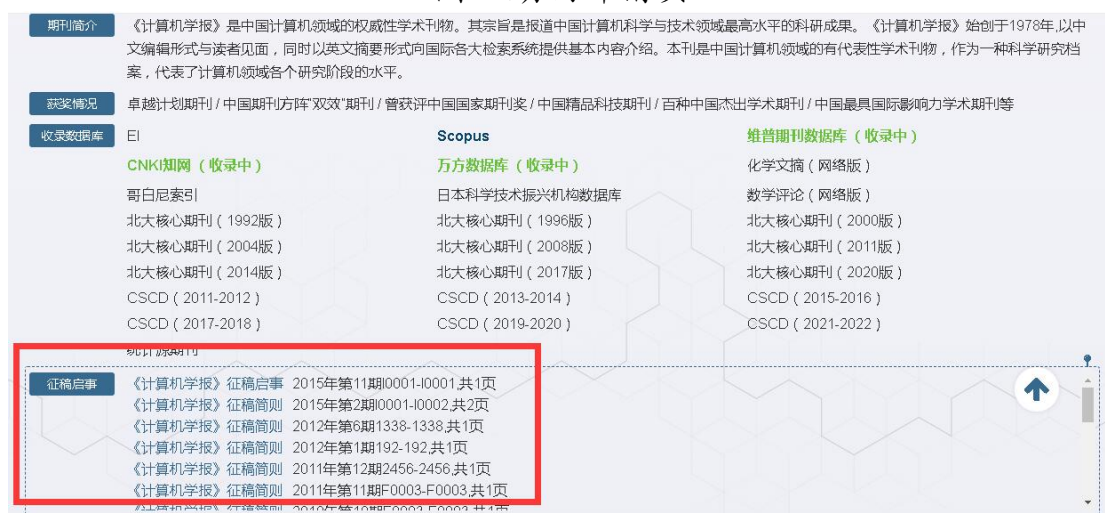 期刊简介 《计算机学报》是中国计算机领域的权威性学术刊物。其宗旨是报道中国计算机科学与技术领域最高水平的科研成果。《计算机学报》始创于1978年,以中
文编辑形式与读者见面，同时以英文摘要形式向国际各大检索系统提供基本内容介绍。本刊是中国计算机领域的有代表性学术刊物，作为一种科学研究档
案，代表了计算机领域各个研究阶段的水平。
获奖情况 卓越计划期刊/中国期刊方阵"双效"期刊/曾获评中国国家期刊奖/中国精品科技期刊/百种中国杰出学术期刊/中国最具国际影响力学术期刊等
收录数据库 EI Scopus 维普期刊数据库（收录中）
CNKI知网（收录中） 万方数据库（收录中） 化学文摘（网络版）
哥白尼索引 日本科学技术振兴机构数据库 数学评论（网络版）
北大核心期刊（1992版） 北大核心期刊（1996版） 北大核心期刊（2000版）
北大核心期刊（2004版） 北大核心期刊（2008版） 北大核心期刊（2011版）
北大核心期刊（2014版） 北大核心期刊（2017版） 北大核心期刊（2020版）
CSCD（2011-2012） CSCD（2013-2014） CSCD（2015-2016）
CSCD（2017-2018） CSCD（2019-2020） CSCD（2021-2022）
统计源期刊
征稿启事 《计算机学报》征稿启事 2015年第11期I0001-I0001,共1页
《计算机学报》征稿简则 2015年第2期I0001-I0002,共2页
《计算机学报》征稿简则 2012年第6期1338-1338,共1页
《计算机学报》征稿简则 2012年第1期192-192,共1页
《计算机学报》征稿简则 2011年第12期2456-2456,共1页
《计算机学报》征稿简则 2011年第11期F0003-F0003,共1页
《计算机学报》征稿简则 2010年第10期F0003-F0003,共1页